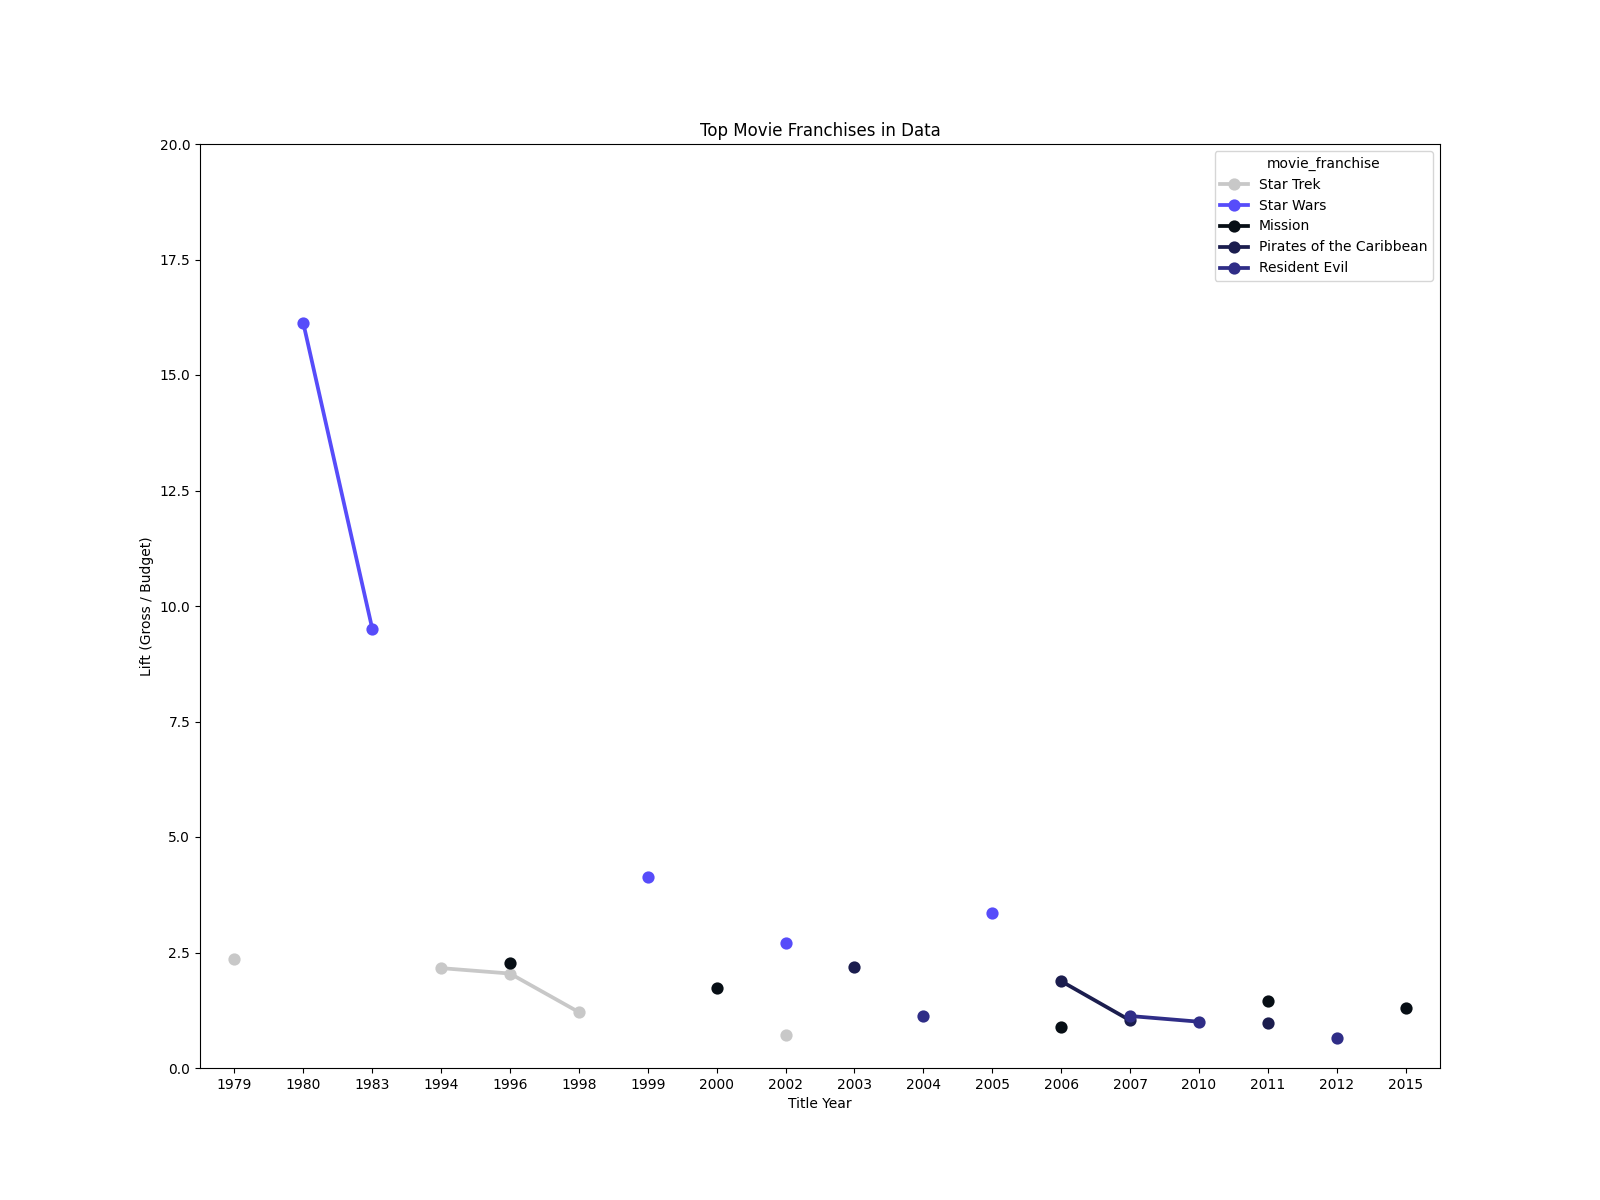 Top Movie Franchises in Data
movie_franchise
Star Trek
Star Wars
Mission
Pirates of the Caribbean
Resident Evil
Lift (Gross / Budget)
20.0
17.5
15.0
12.5
10.0
7.5
5.0
2.5
0.0
1979 1980 1983 1994 1996 1998 1999 2000 2002 2003 2004 2005 2006 2007 2010 2011 2012 2015
Title Year